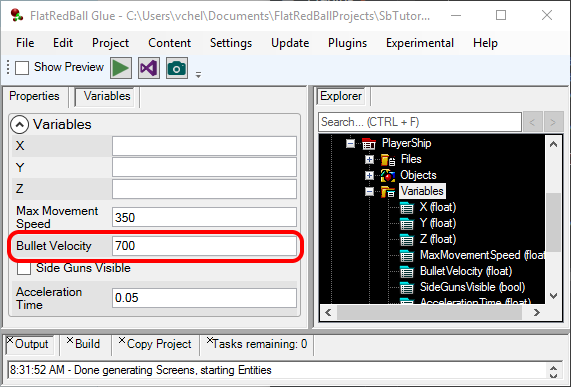 FlatRedBall Glue - C:\Users\vchel\Documents\FlatRedBallProjects\SbTutor...
File Edit Project Content Settings Update Plugins Experimental Help
Show Preview
Properties Variables
Variables
X
Y
Z
Max Movement Speed 350
Bullet Velocity 700
Side Guns Visible
Acceleration Time 0.05
Explorer
Search... (CTRL + F) < >
PlayerShip
Files
Objects
Variables
X (float)
Y (float)
Z (float)
MaxMovementSpeed (float
BulletVelocity (float)
SideGunsVisible (bool)
AccelerationTime (float)
Output Build Copy Project Tasks remaining: 0
8:31:52 AM - Done generating Screens, starting Entities